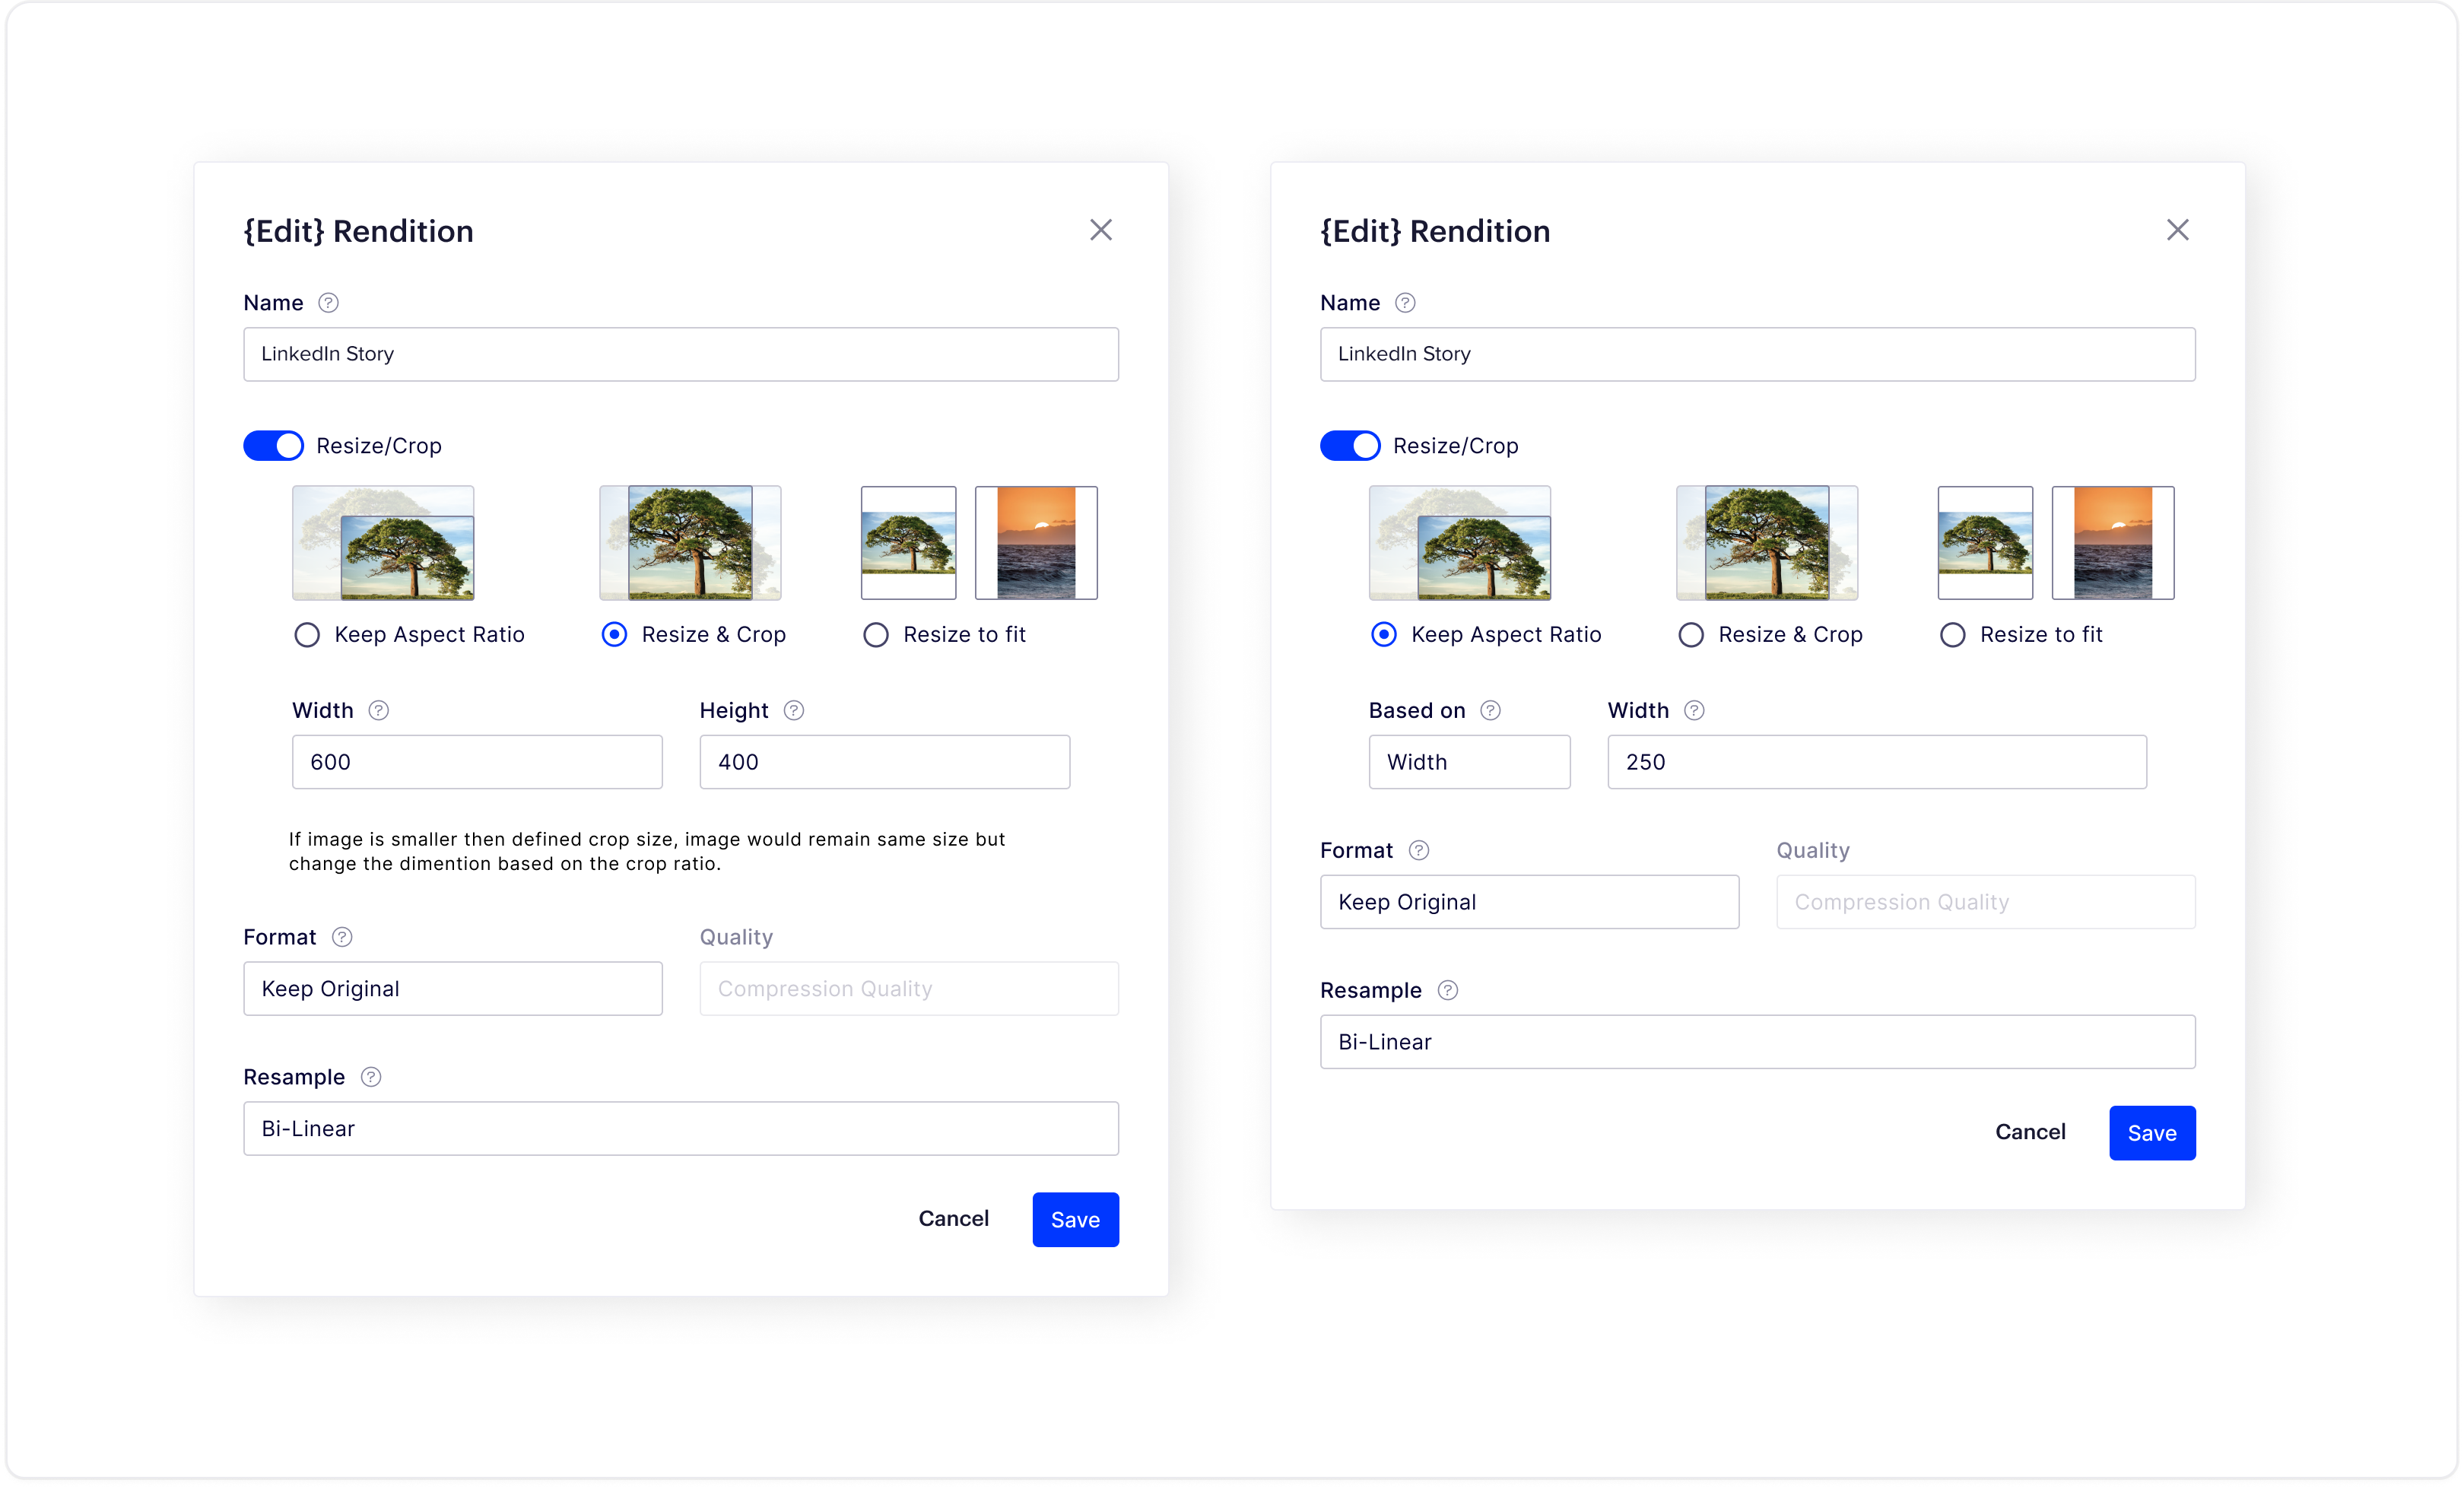 {Edit} Rendition
Name ?
LinkedIn Story
Resize/Crop
Keep Aspect Ratio
Resize & Crop
Resize to fit
Width ?
Height ?
600
400
If image is smaller then defined crop size, image would remain same size but
change the dimention based on the crop ratio.
Format ?
Quality
Keep Original
Compression Quality
Resample ?
Bi-Linear
Cancel
Save
{Edit} Rendition
Name ?
LinkedIn Story
Resize/Crop
Keep Aspect Ratio
Resize & Crop
Resize to fit
Based on ?
Width ?
Width
250
Format ?
Quality
Keep Original
Compression Quality
Resample ?
Bi-Linear
Cancel
Save